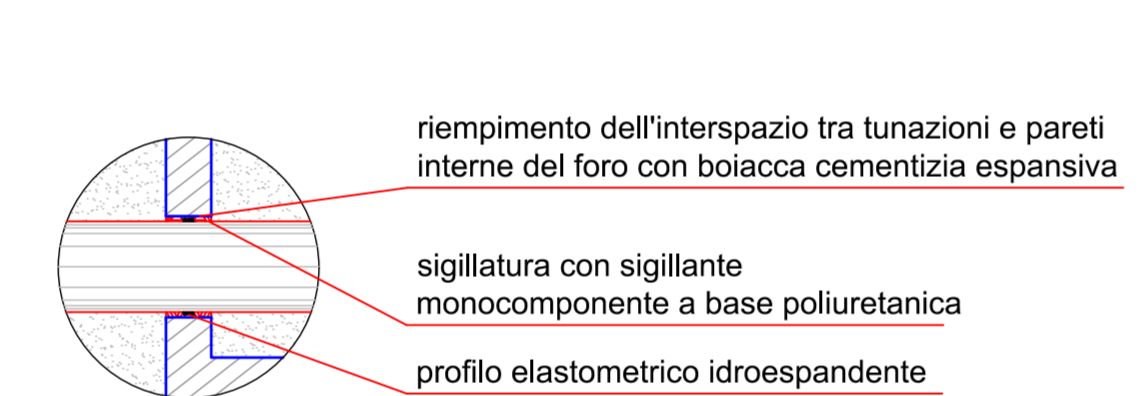 riempimento dell'interspazio tra tunazioni e pareti
interne del foro con boiacca cementizia espansiva
sigillatura con sigillante
monocomponente a base poliuretanica
profilo elastometrico idroespandente